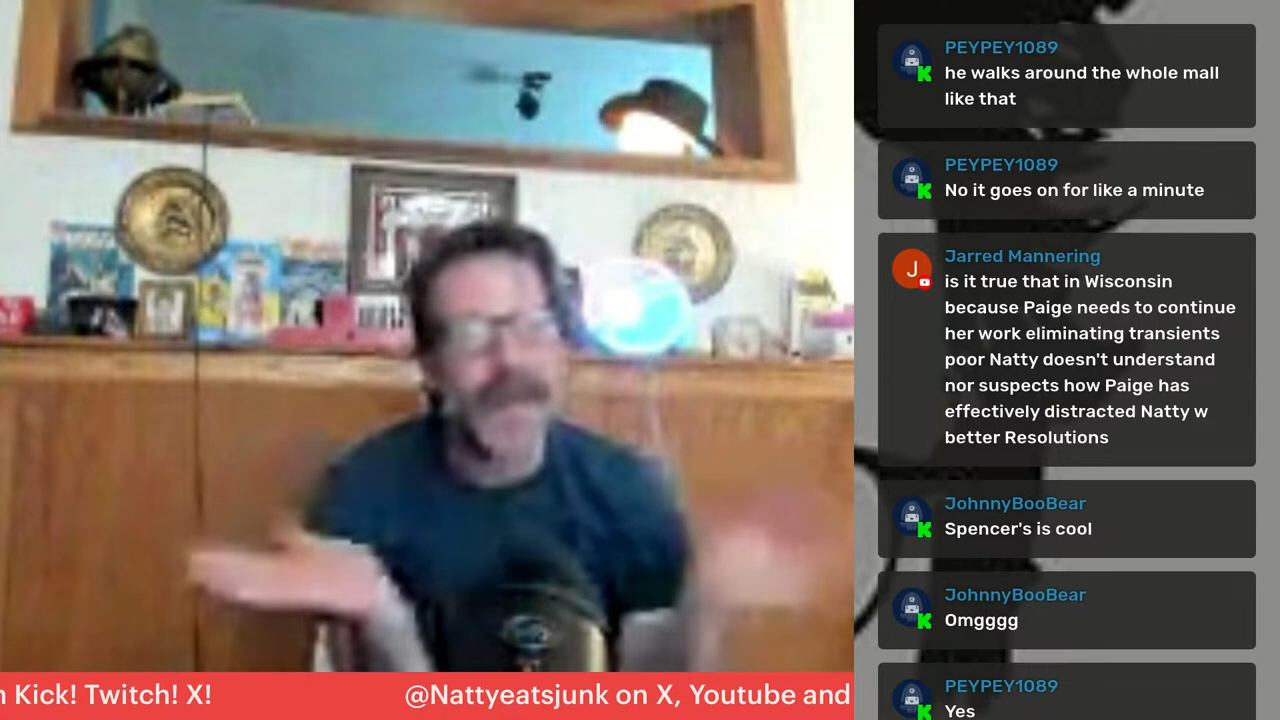 PEYPEY1089
he walks around the whole mall
like that
PEYPEY1089
No it goes on for like a minute
J
Jarred Mannering
is it true that in Wisconsin
because Paige needs to continue
her work eliminating transients
poor Natty doesn't understand
nor suspects how Paige has
effectively distracted Natty w
better Resolutions
JohnnyBooBear
Spencer's is cool
JohnnyBooBear
Omgggg
PEYPEY1089
Yes
Kick! Twitch! X! @Nattyeatsjunk on X, Youtube and